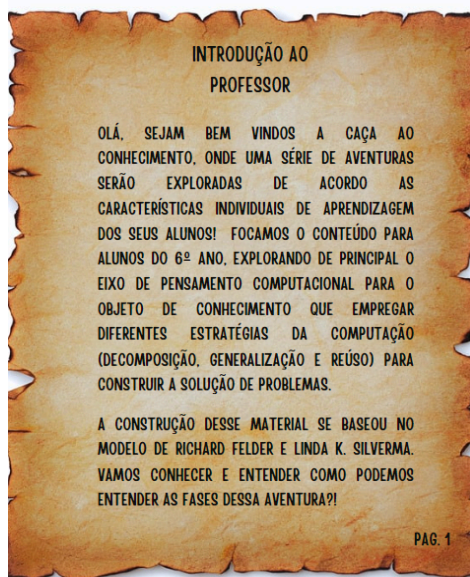 INTRODUÇÃO AO
PROFESSOR
OLÁ, SEJAM BEM VINDOS A CAÇA AO
CONHECIMENTO, ONDE UMA SÉRIE DE AVENTURAS
SERÃO EXPLORADAS DE ACORDO AS
CARACTERÍSTICAS INDIVIDUAIS DE APRENDIZAGEM
DOS SEUS ALUNOS! FOCAMOS O CONTEÚDO PARA
ALUNOS DO 6º ANO, EXPLORANDO DE PRINCIPAL O
EIXO DE PENSAMENTO COMPUTACIONAL PARA O
OBJETO DE CONHECIMENTO QUE EMPREGAR
DIFERENTES ESTRATÉGIAS DA COMPUTAÇÃO
(DECOMPOSIÇÃO, GENERALIZAÇÃO E REÚSO) PARA
CONSTRUIR A SOLUÇÃO DE PROBLEMAS.
A CONSTRUÇÃO DESSE MATERIAL SE BASEOU NO
MODELO DE RICHARD FELDER E LINDA K. SILVERMA.
VAMOS CONHECER E ENTENDER COMO PODEMOS
ENTENDER AS FASES DESSA AVENTURA?!
PAG. 1